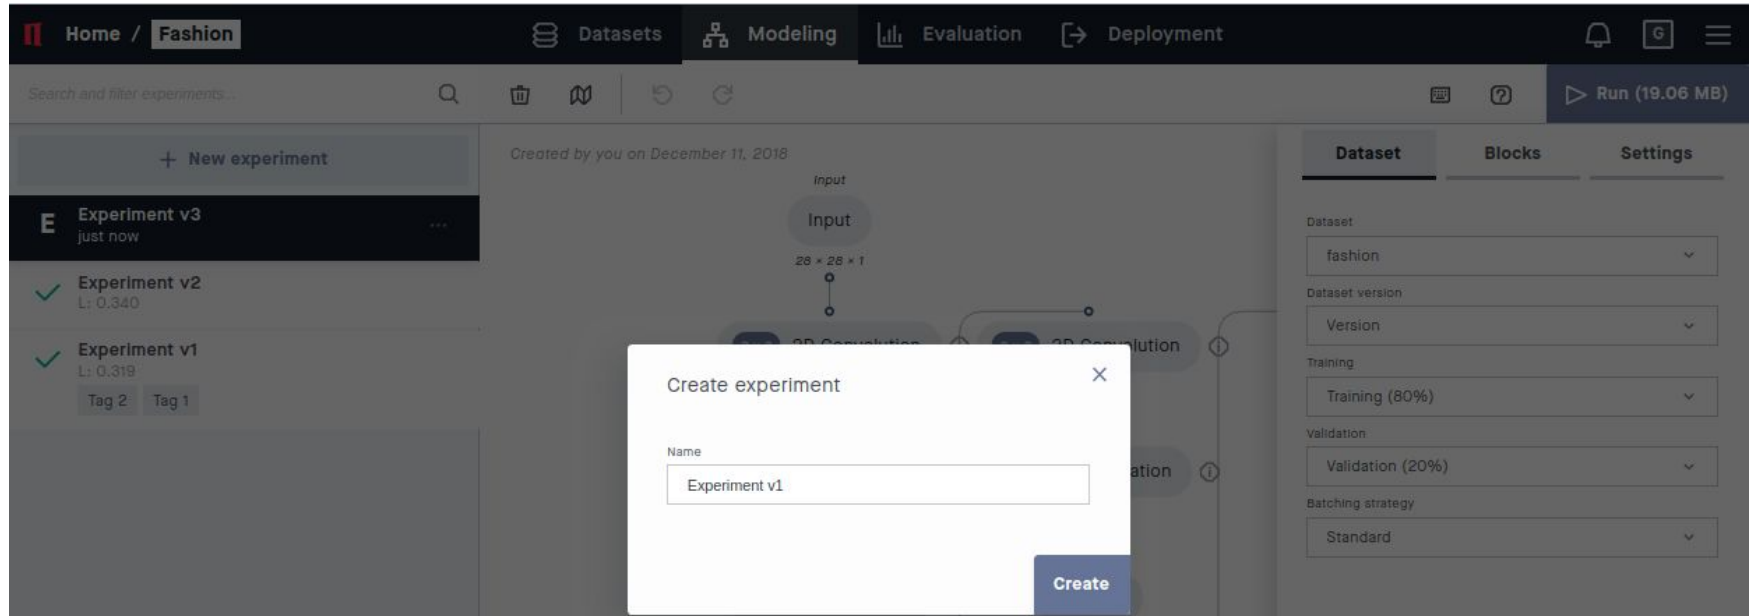 Home / Fashion
Datasets
Modeling
Evaluation
Deployment
G
Search and filter experiments...
Run (19.06 MB)
+ New experiment
E
Experiment v3
just now
...
Experiment v2
L: 0.340
Experiment v1
L: 0.319
Tag 2 Tag 1
Created by you on December 11, 2018
Input
Input
28 × 28 × 1
2D Convolution
2D Convolution
Create experiment
Name
Experiment v1
Create
Dataset
Blocks
Settings
Dataset
fashion
Dataset version
Version
Training
Training (80%)
Validation
Validation (20%)
Batching strategy
Standard